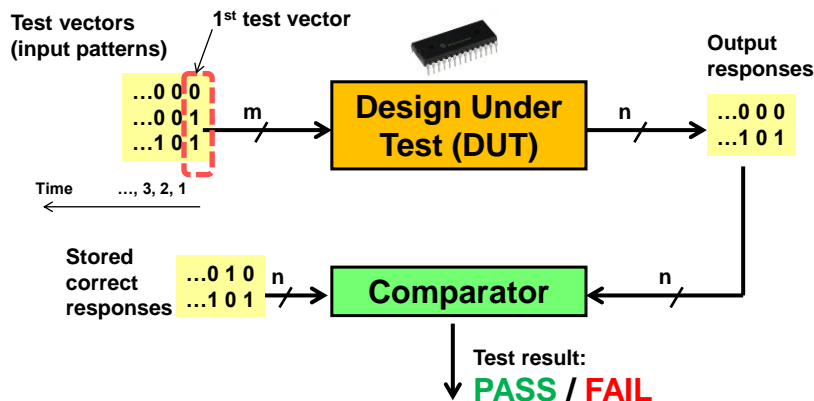 Test vectors
(input patterns)
1st test vector
...0 0 0
...0 0 1
...1 0 1
m
Design Under
Test (DUT)
n
Output
responses
...0 0 0
...1 0 1
Time ..., 3, 2, 1
Stored
correct
responses
...0 1 0
...1 0 1
n
Comparator
n
Test result:
PASS / FAIL